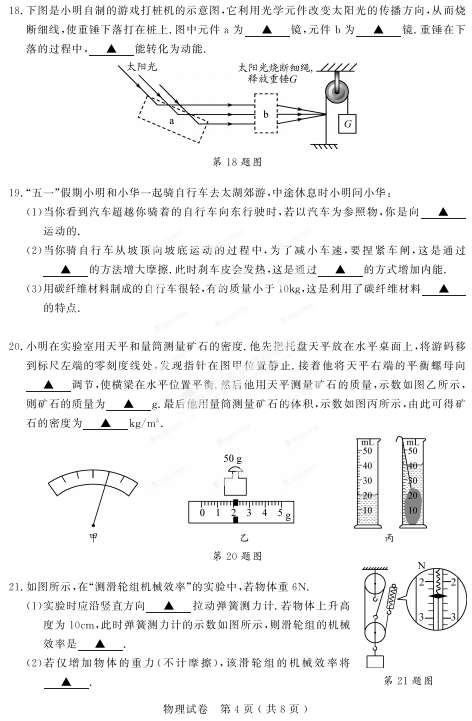 18.下图是小明自制的游戏打桩机的示意图,它利用光学元件改变太阳光的传播方向,从而烧
断细线,使重锤下落打在桩上.图中元件 a 为 ▲ 镜,元件 b 为 ▲ 镜.重锤在下
落的过程中, ▲ 能转化为动能.
太阳光
太阳光烧断细绳,
释放重锤G
a
b
G
第 18 题图
19.“五一”假期小明和小华一起骑自行车去太湖郊游,中途休息时小明问小华:
(1)当你看到汽车超越你骑着的自行车向东行驶时,若以汽车为参照物,你是向 ▲
运动的.
(2)当你骑自行车从坡顶向坡底运动的过程中,为了减小车速,要捏紧车闸,这是通过
▲ 的方法增大摩擦.此时刹车皮会发热,这是通过 ▲ 的方式增加内能.
(3)用碳纤维材料制成的自行车很轻,有的质量小于10kg,这是利用了碳纤维材料 ▲
的特点.
20.小明在实验室用天平和量筒测量矿石的密度.他先把托盘天平放在水平桌面上,将游码移
到标尺左端的零刻度线处,发现指针在图甲位置静止.接着他将天平右端的平衡螺母向
▲ 调节,使横梁在水平位置平衡.然后他用天平测量矿石的质量,示数如图乙所示,
则矿石的质量为 ▲ g.最后他用量筒测量矿石的体积,示数如图丙所示,由此可得矿
石的密度为 ▲ kg/m³.
50 g
0 1 2 3 4 5 g
mL
50
40
30
20
10
mL
50
40
30
20
10
甲
乙
丙
第 20 题图
21.如图所示,在“测滑轮组机械效率”的实验中,若物体重 6N.
(1)实验时应沿竖直方向 ▲ 拉动弹簧测力计.若物体上升高
度为 10cm,此时弹簧测力计的示数如图所示,则滑轮组的机械
效率是 ▲ .
(2)若仅增加物体的重力(不计摩擦),该滑轮组的机械效率将
▲ .
N
2 2
3 3
第 21 题图
物理试卷 第 4 页 ( 共 8 页 )